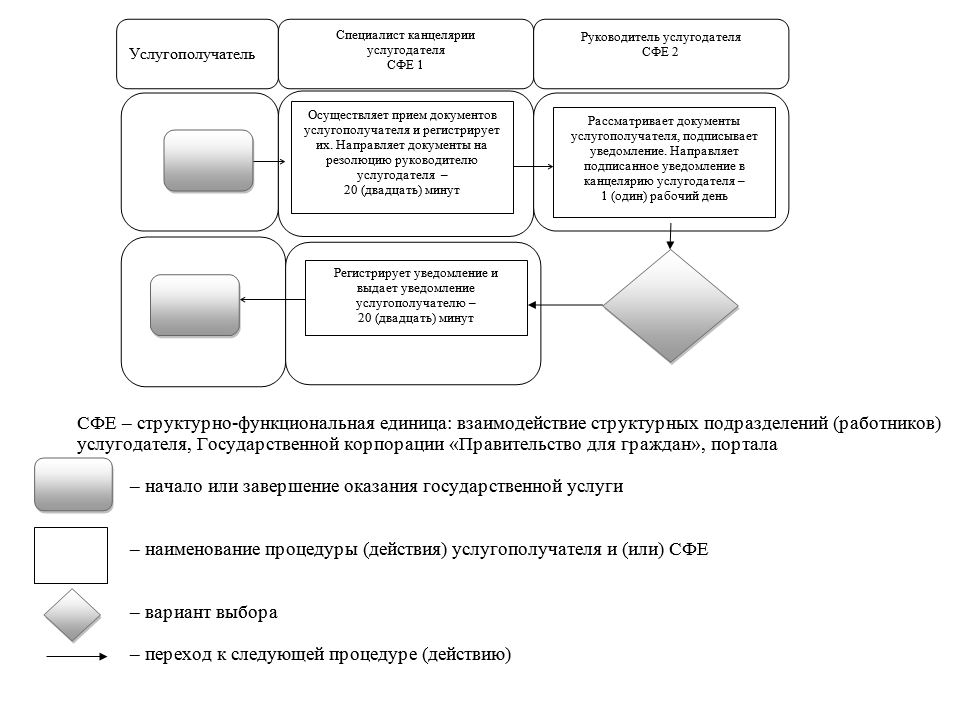 Услугополучатель
Специалист канцелярии
услугодателя
СФЕ 1
Руководитель услугодателя
СФЕ 2
Осуществляет прием документов
услугополучателя и регистрирует
их. Направляет документы на
резолюцию руководителю
услугодателя –
20 (двадцать) минут
Рассматривает документы
услугополучателя, подписывает
уведомление. Направляет
подписанное уведомление в
канцелярию услугодателя –
1 (один) рабочий день
Регистрирует уведомление и
выдает уведомление
услугополучателю –
20 (двадцать) минут
СФЕ – структурно-функциональная единица: взаимодействие структурных подразделений (работников)
услугодателя, Государственной корпорации «Правительство для граждан», портала
– начало или завершение оказания государственной услуги
– наименование процедуры (действия) услугополучателя и (или) СФЕ
– вариант выбора
– переход к следующей процедуре (действию)